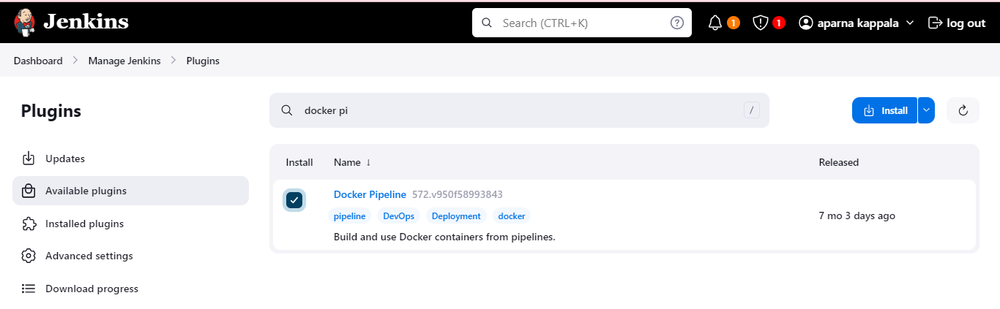 Jenkins
Search (CTRL+K)
?
1
1
aparna kappala
log out
Dashboard > Manage Jenkins > Plugins
Plugins
docker pi
/
Install
Updates
Available plugins
Installed plugins
Advanced settings
Download progress
Install Name ↓ Released
Docker Pipeline 572.v950f58993843
pipeline DevOps Deployment docker
7 mo 3 days ago
Build and use Docker containers from pipelines.